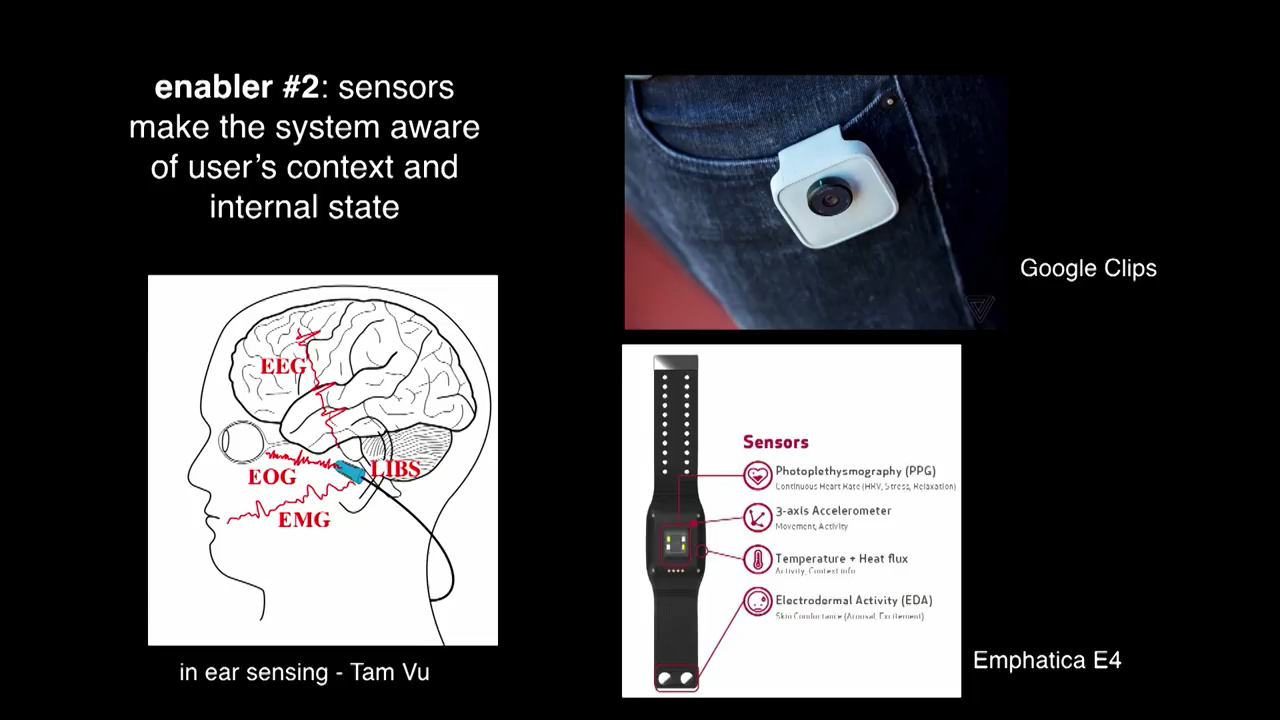 enabler #2: sensors
make the system aware
of user's context and
internal state
EEG
EOG
LIBS
EMG
in ear sensing - Tam Vu
Google Clips
Sensors
Photoplethysmography (PPG)
Continuous Heart Rate (HRV, Stress, Relaxation)
3-axis Accelerometer
Movement, Activity
Temperature + Heat flux
Activity, Context info
Electrodermal Activity (EDA)
Skin Conductance (Arousal, Excitement)
Emphatica E4